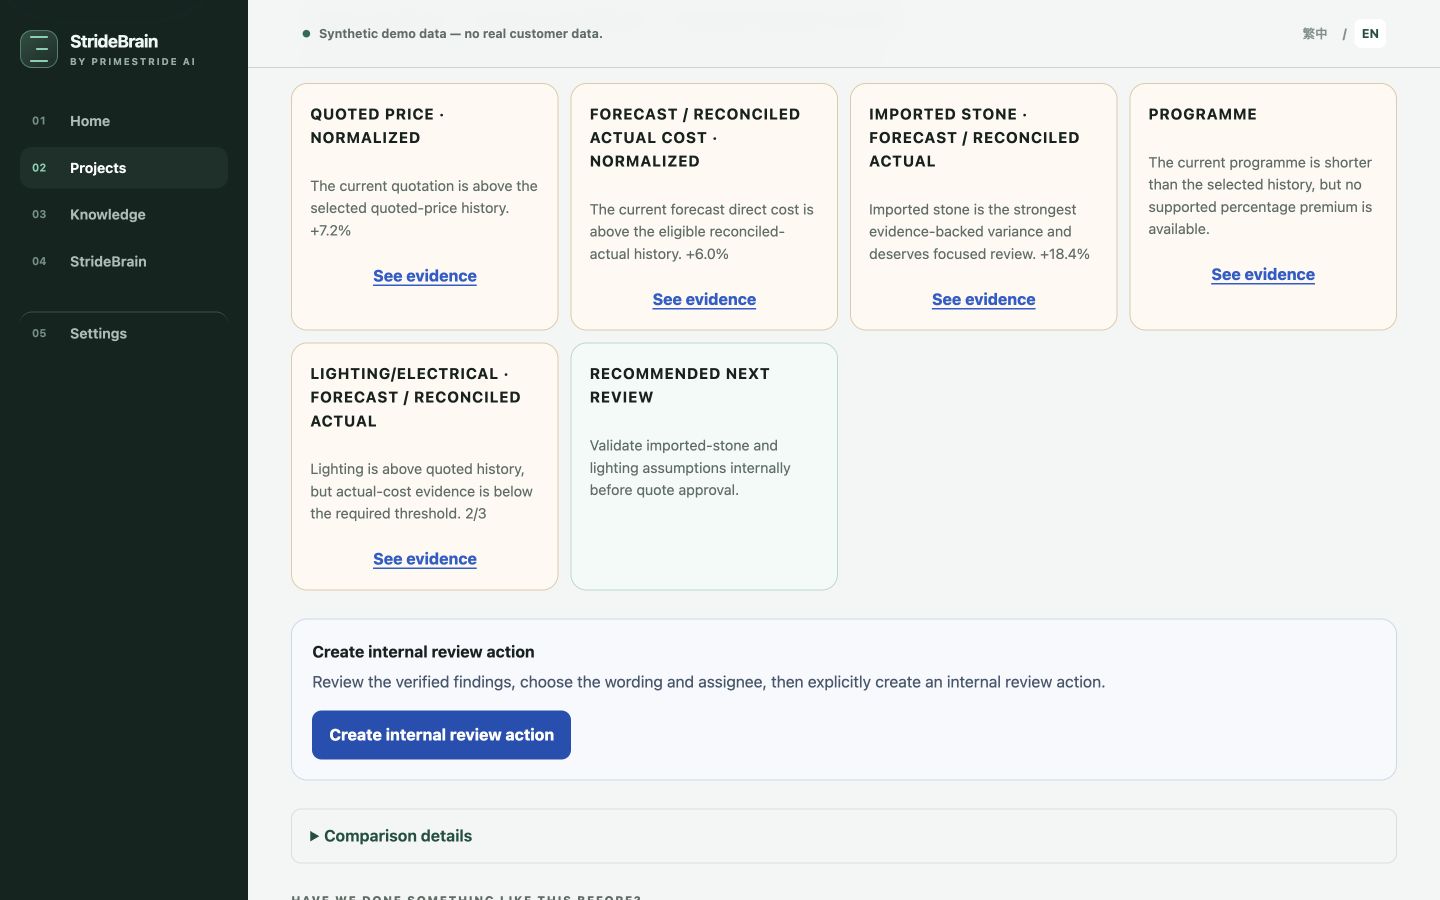 StrideBrain
BY PRIMESTRIDE AI
01 Home
02 Projects
03 Knowledge
04 StrideBrain
05 Settings
Synthetic demo data — no real customer data.
繁中 / EN
QUOTED PRICE ·
NORMALIZED
The current quotation is above the
selected quoted-price history.
+7.2%
See evidence
FORECAST / RECONCILED
ACTUAL COST ·
NORMALIZED
The current forecast direct cost is
above the eligible reconciled-
actual history. +6.0%
See evidence
IMPORTED STONE ·
FORECAST / RECONCILED
ACTUAL
Imported stone is the strongest
evidence-backed variance and
deserves focused review. +18.4%
See evidence
PROGRAMME
The current programme is shorter
than the selected history, but no
supported percentage premium is
available.
See evidence
LIGHTING/ELECTRICAL ·
FORECAST / RECONCILED
ACTUAL
Lighting is above quoted history,
but actual-cost evidence is below
the required threshold. 2/3
See evidence
RECOMMENDED NEXT
REVIEW
Validate imported-stone and
lighting assumptions internally
before quote approval.
Create internal review action
Review the verified findings, choose the wording and assignee, then explicitly create an internal review action.
Create internal review action
▶ Comparison details
HAVE WE DONE SOMETHING LIKE THIS BEFORE?